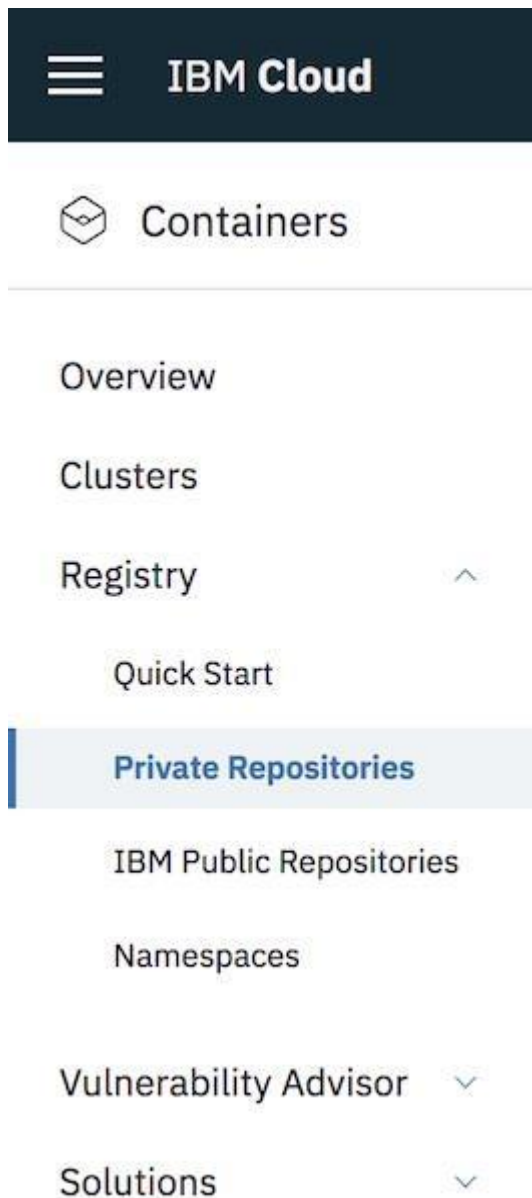 IBM Cloud
Containers
Overview
Clusters
Registry
Quick Start
Private Repositories
IBM Public Repositories
Namespaces
Vulnerability Advisor
Solutions